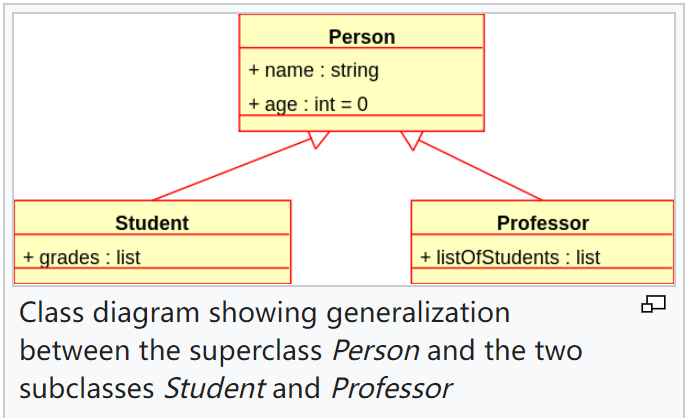 Person
+ name : string
+ age : int = 0
Student
+ grades : list
Professor
+ listOfStudents : list
Class diagram showing generalization
between the superclass Person and the two
subclasses Student and Professor